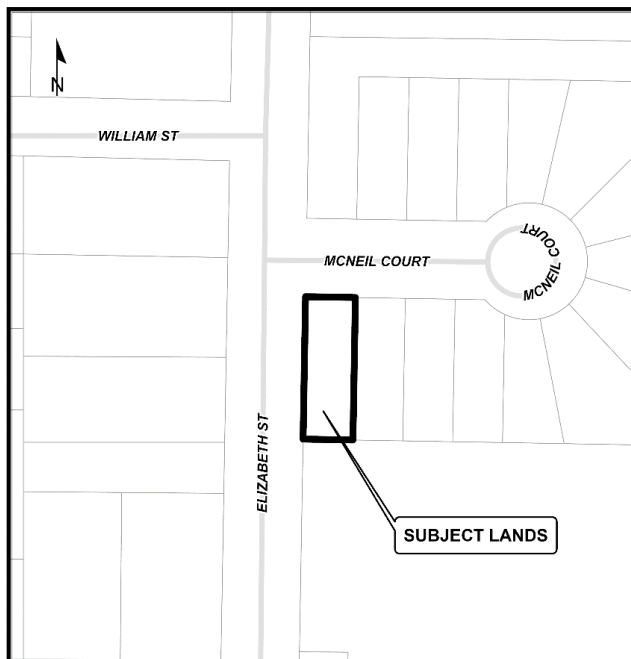 N
WILLIAM ST
MCNEIL COURT
MCNEIL COURT
ELIZABETH ST
SUBJECT LANDS